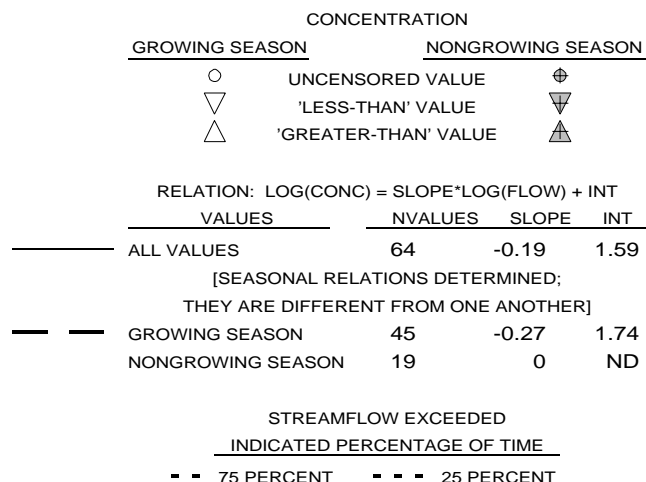 CONCENTRATION
GROWING SEASON NONGROWING SEASON
UNCENSORED VALUE
'LESS-THAN' VALUE
'GREATER-THAN' VALUE
RELATION: LOG(CONC) = SLOPE*LOG(FLOW) + INT
VALUES NVALUES SLOPE INT
ALL VALUES 64 -0.19 1.59
[SEASONAL RELATIONS DETERMINED;
THEY ARE DIFFERENT FROM ONE ANOTHER]
GROWING SEASON 45 -0.27 1.74
NONGROWING SEASON 19 0 ND
STREAMFLOW EXCEEDED
INDICATED PERCENTAGE OF TIME
75 PERCENT 25 PERCENT